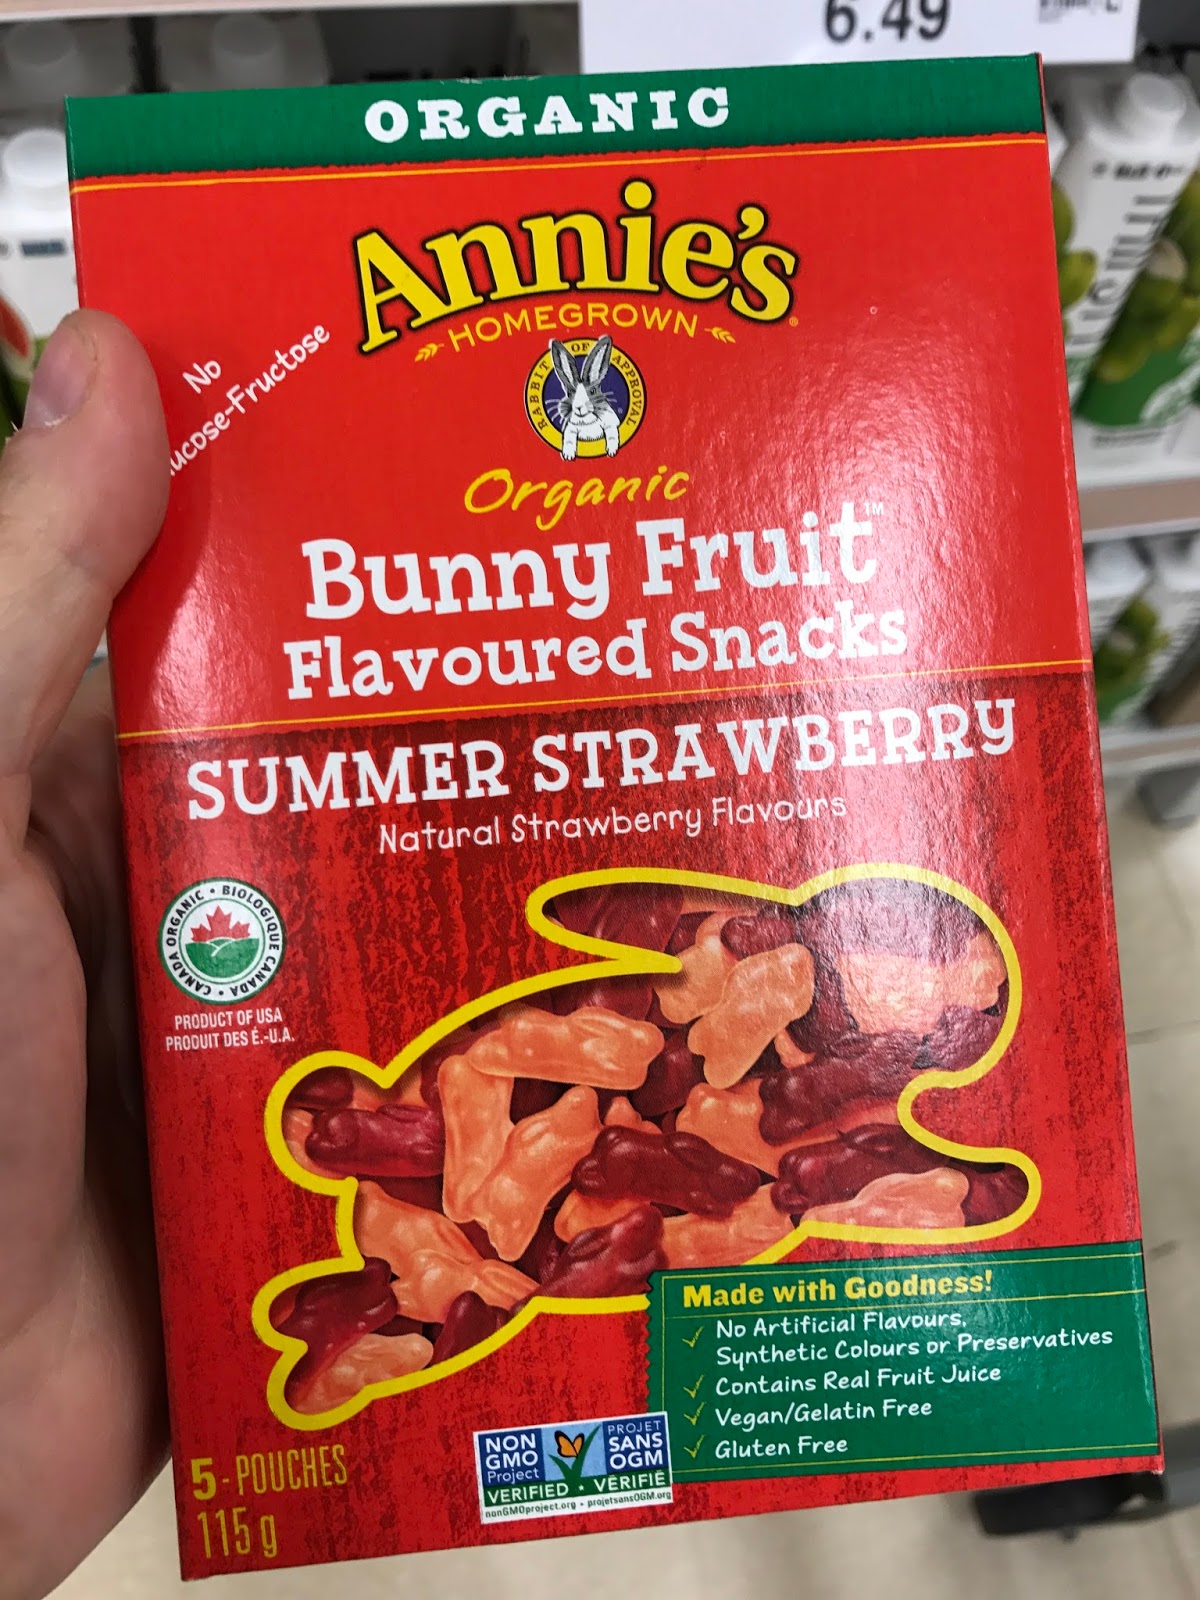 6.49
ORGANIC
Annie's
HOMEGROWN
RABBIT OF APPROVAL
No
ucose-Fructose
Organic
Bunny Fruit™
Flavoured Snacks
SUMMER STRAWBERRY
Natural Strawberry Flavours
CANADA ORGANIC • BIOLOGIQUE CANADA •
PRODUCT OF USA
PRODUIT DES É.-U.A.
Made with Goodness!
No Artificial Flavours,
Synthetic Colours or Preservatives
Contains Real Fruit Juice
Vegan/Gelatin Free
Gluten Free
NON
GMO
Project
PROJET
SANS
OGM
VERIFIED • VÉRIFIÉ
nonGMOproject.org • projetsansOGM.org
5-POUCHES
115 g